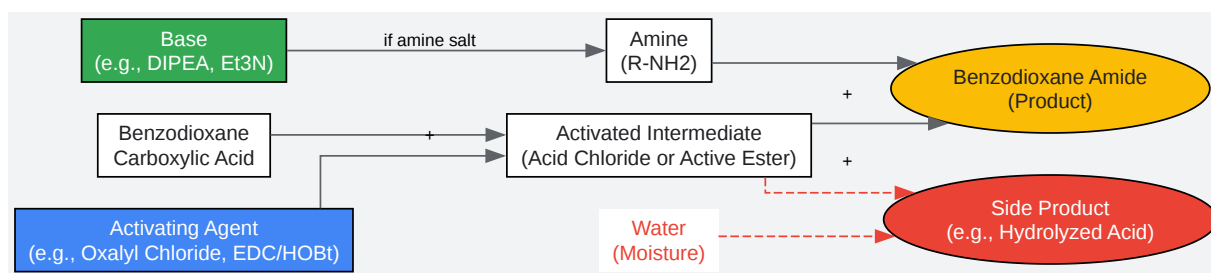 Base
(e.g., DIPEA, Et3N)
if amine salt
Amine
(R-NH2)
Benzodioxane Amide
(Product)
+
Benzodioxane
Carboxylic Acid
+
Activated Intermediate
(Acid Chloride or Active Ester)
+
Activating Agent
(e.g., Oxalyl Chloride, EDC/HOBt)
Water
(Moisture)
Side Product
(e.g., Hydrolyzed Acid)